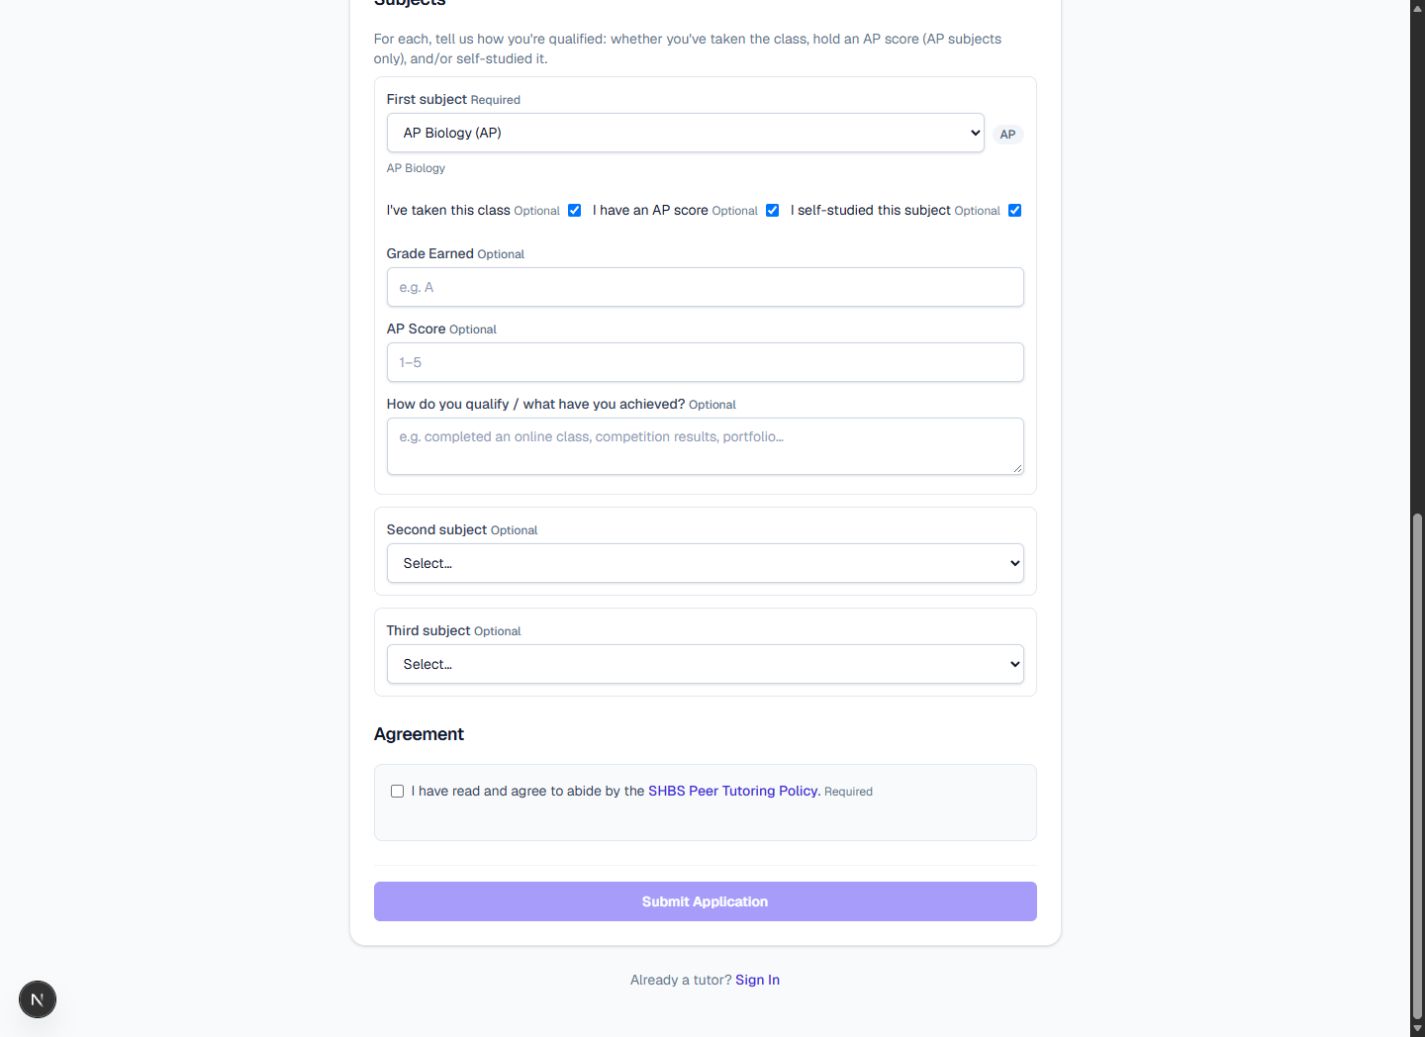 Subjects
For each, tell us how you're qualified: whether you've taken the class, hold an AP score (AP subjects
only), and/or self-studied it.
First subject Required
AP Biology (AP)
AP
AP Biology
I've taken this class Optional I have an AP score Optional I self-studied this subject Optional
Grade Earned Optional
e.g. A
AP Score Optional
1–5
How do you qualify / what have you achieved? Optional
e.g. completed an online class, competition results, portfolio…
Second subject Optional
Select…
Third subject Optional
Select…
Agreement
I have read and agree to abide by the SHBS Peer Tutoring Policy. Required
Submit Application
Already a tutor? Sign In
N